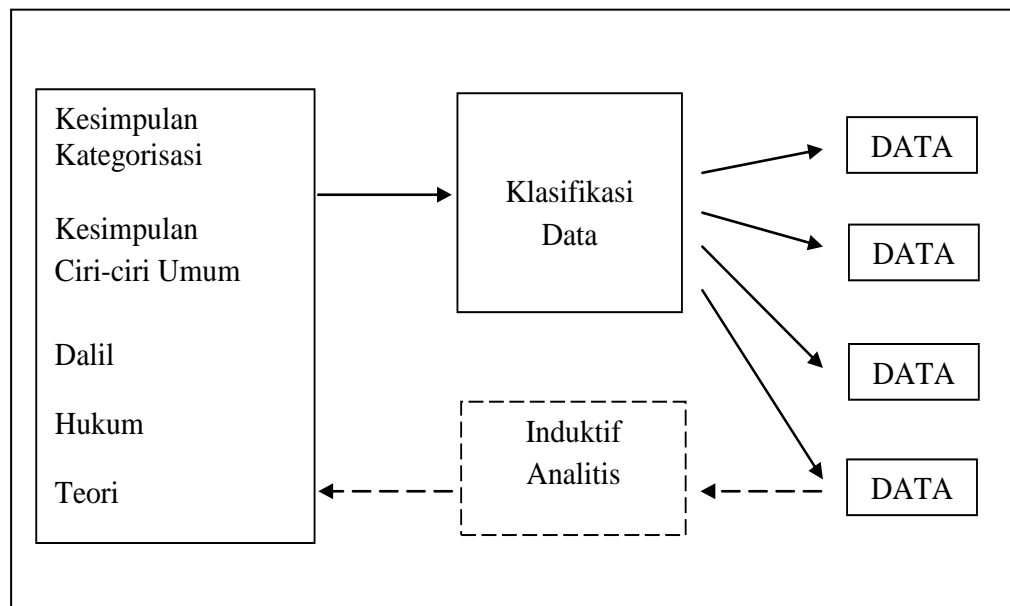 Kesimpulan
Kategorisasi
Kesimpulan
Ciri-ciri Umum
Dalil
Hukum
Teori
Klasifikasi
Data
Induktif
Analitis
DATA
DATA
DATA
DATA